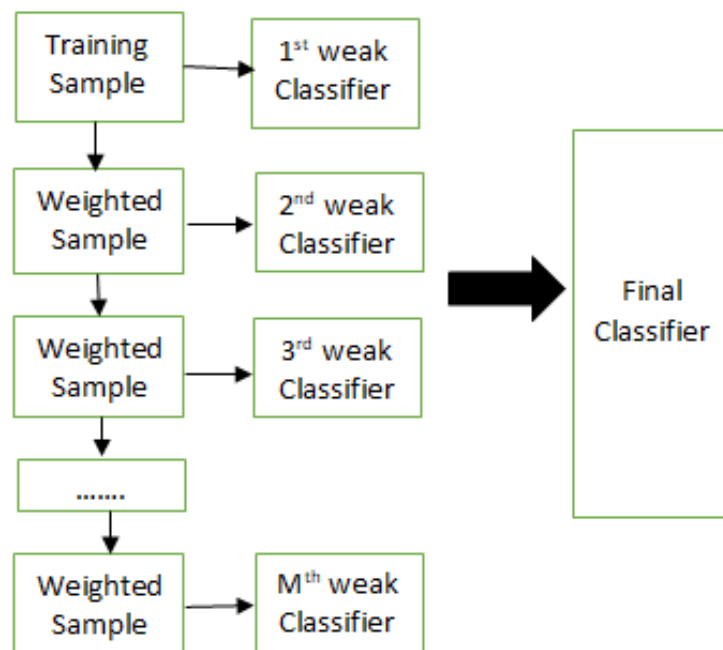 Training
Sample
1st weak
Classifier
Weighted
Sample
2nd weak
Classifier
Weighted
Sample
3rd weak
Classifier
.......
Weighted
Sample
Mth weak
Classifier
Final
Classifier